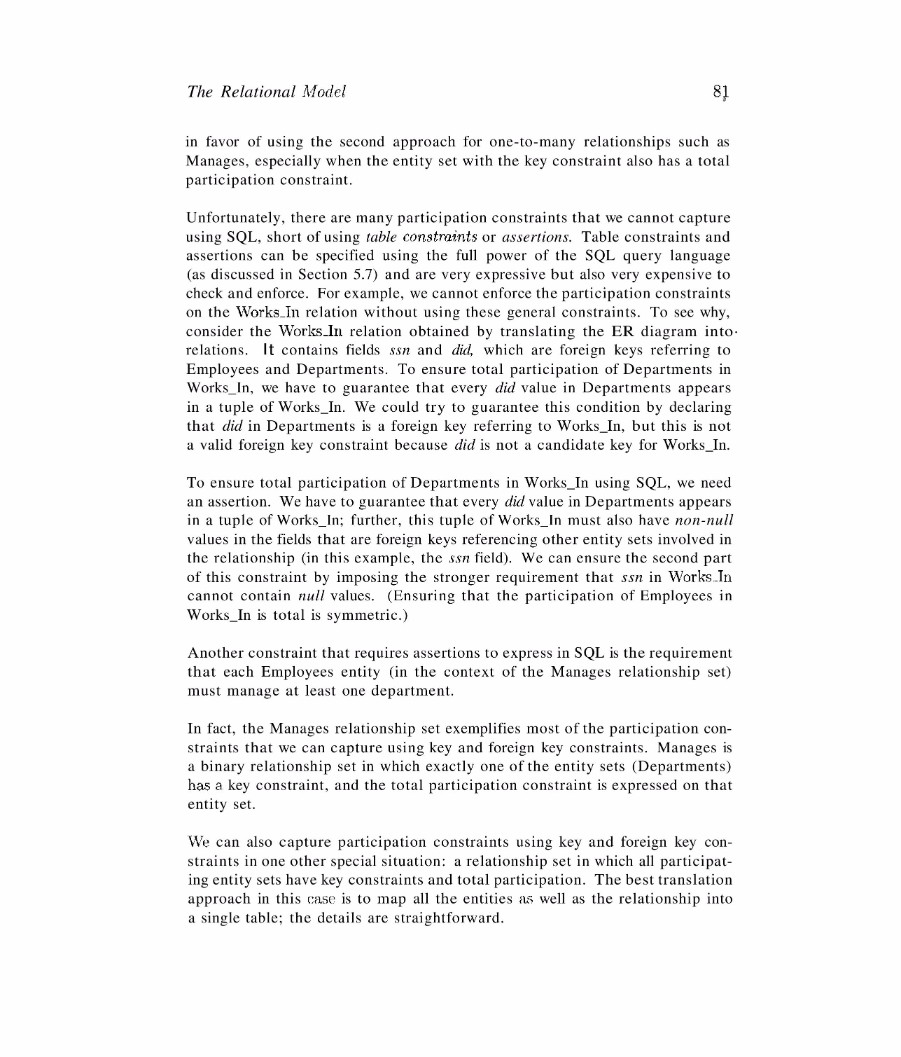 The Relational Model 81
in favor of using the second approach for one-to-many relationships such as
Manages, especially when the entity set with the key constraint also has a total
participation constraint.
Unfortunately, there are many participation constraints that we cannot capture
using SQL, short of using table constraints or assertions. Table constraints and
assertions can be specified using the full power of the SQL query language
(as discussed in Section 5.7) and are very expressive but also very expensive to
check and enforce. For example, we cannot enforce the participation constraints
on the Works_In relation without using these general constraints. To see why,
consider the Works_In relation obtained by translating the ER diagram into
relations. It contains fields ssn and did, which are foreign keys referring to
Employees and Departments. To ensure total participation of Departments in
Works_In, we have to guarantee that every did value in Departments appears
in a tuple of Works_In. We could try to guarantee this condition by declaring
that did in Departments is a foreign key referring to Works_In, but this is not
a valid foreign key constraint because did is not a candidate key for Works_In.
To ensure total participation of Departments in Works_In using SQL, we need
an assertion. We have to guarantee that every did value in Departments appears
in a tuple of Works_In; further, this tuple of Works_In must also have non-null
values in the fields that are foreign keys referencing other entity sets involved in
the relationship (in this example, the ssn field). We can ensure the second part
of this constraint by imposing the stronger requirement that ssn in Works_In
cannot contain null values. (Ensuring that the participation of Employees in
Works_In is total is symmetric.)
Another constraint that requires assertions to express in SQL is the requirement
that each Employees entity (in the context of the Manages relationship set)
must manage at least one department.
In fact, the Manages relationship set exemplifies most of the participation con-
straints that we can capture using key and foreign key constraints. Manages is
a binary relationship set in which exactly one of the entity sets (Departments)
has a key constraint, and the total participation constraint is expressed on that
entity set.
We can also capture participation constraints using key and foreign key con-
straints in one other special situation: a relationship set in which all participat-
ing entity sets have key constraints and total participation. The best translation
approach in this case is to map all the entities as well as the relationship into
a single table; the details are straightforward.